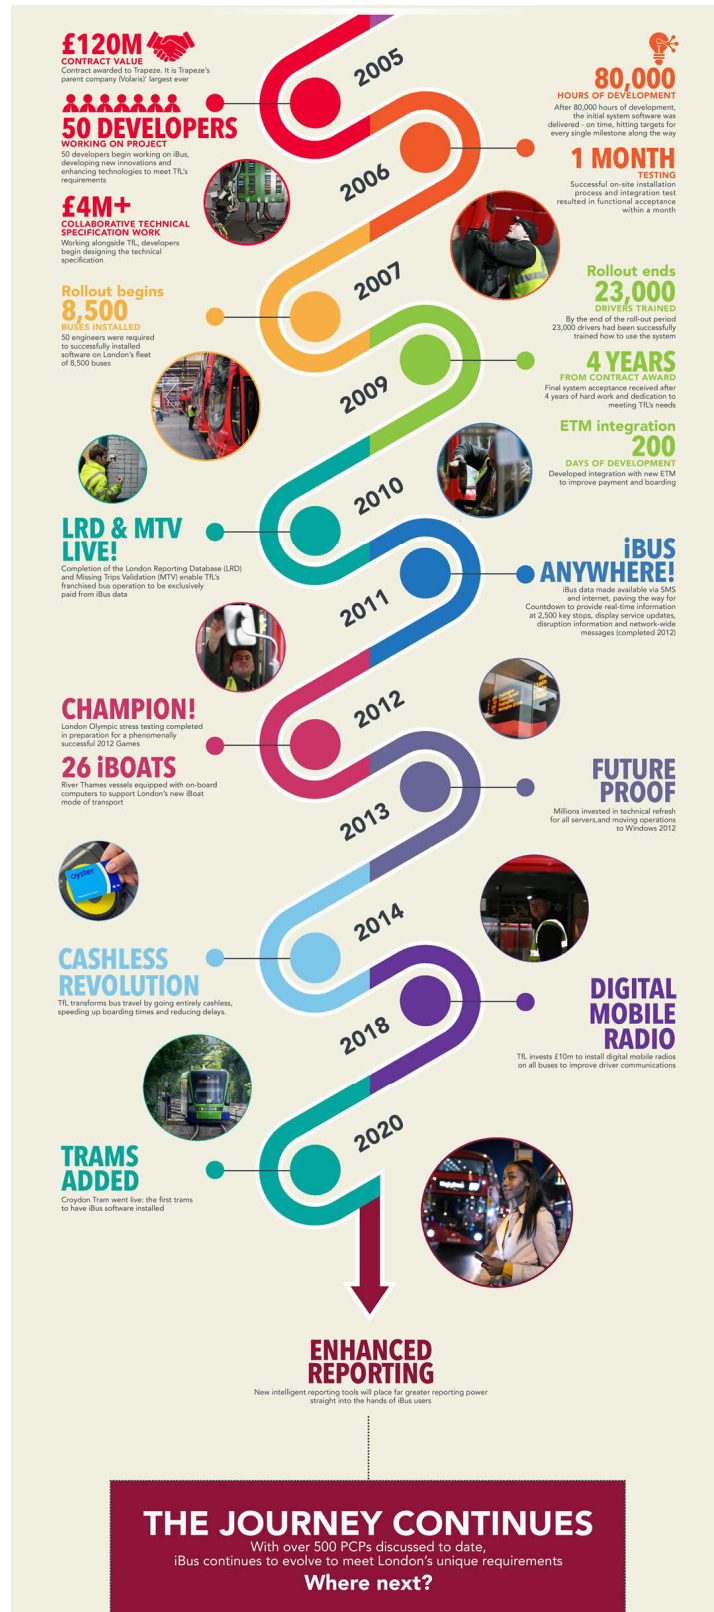 £120M
CONTRACT VALUE
Contract awarded to Trapeze. It is Trapeze's
parent company (Volaris)' largest ever
50 DEVELOPERS
WORKING ON PROJECT
50 developers begin working on iBus,
developing new innovations and
enhancing technologies to meet TfL's
requirements
£4M+
COLLABORATIVE TECHNICAL
SPECIFICATION WORK
Working alongside TfL, developers
begin designing the technical
specification
2005
80,000
HOURS OF DEVELOPMENT
After 80,000 hours of development,
the initial system software was
delivered - on time, hitting targets for
every single milestone along the way
1 MONTH
TESTING
Successful on-site installation
process and integration test
resulted in functional acceptance
within a month
2006
Rollout begins
8,500
BUSES INSTALLED
50 engineers were required
to successfully installed
software on London's fleet
of 8,500 buses
2007
Rollout ends
23,000
DRIVERS TRAINED
By the end of the roll-out period
23,000 drivers had been successfully
trained how to use the system
4 YEARS
FROM CONTRACT AWARD
Final system acceptance received after
4 years of hard work and dedication to
meeting TfL's needs
ETM integration
200
DAYS OF DEVELOPMENT
Developed integration with new ETM
to improve payment and boarding
2009
2010
LRD & MTV
LIVE!
Completion of the London Reporting Database (LRD)
and Missing Trips Validation (MTV) enable TfL's
franchised bus operation to be exclusively
paid from iBus data
iBUS
ANYWHERE!
iBus data made available via SMS
and internet, paving the way for
Countdown to provide real-time information
at 2,500 key stops, display service updates,
disruption information and network-wide
messages (completed 2012)
2011
CHAMPION!
London Olympic stress testing completed
in preparation for a phenomenally
successful 2012 Games
26 iBOATS
River Thames vessels equipped with on-board
computers to support London's new iBoat
mode of transport
2012
FUTURE
PROOF
Millions invested in technical refresh
for all servers,and moving operations
to Windows 2012
2013
oyster
2014
CASHLESS
REVOLUTION
TfL transforms bus travel by going entirely cashless,
speeding up boarding times and reducing delays.
DIGITAL
MOBILE
RADIO
TfL invests £10m to install digital mobile radios
on all buses to improve driver communications
2018
TRAMS
ADDED
Croydon Tram went live: the first trams
to have iBus software installed
2020
ENHANCED
REPORTING
New intelligent reporting tools will place far greater reporting power
straight into the hands of iBus users
THE JOURNEY CONTINUES
With over 500 PCPs discussed to date,
iBus continues to evolve to meet London's unique requirements
Where next?